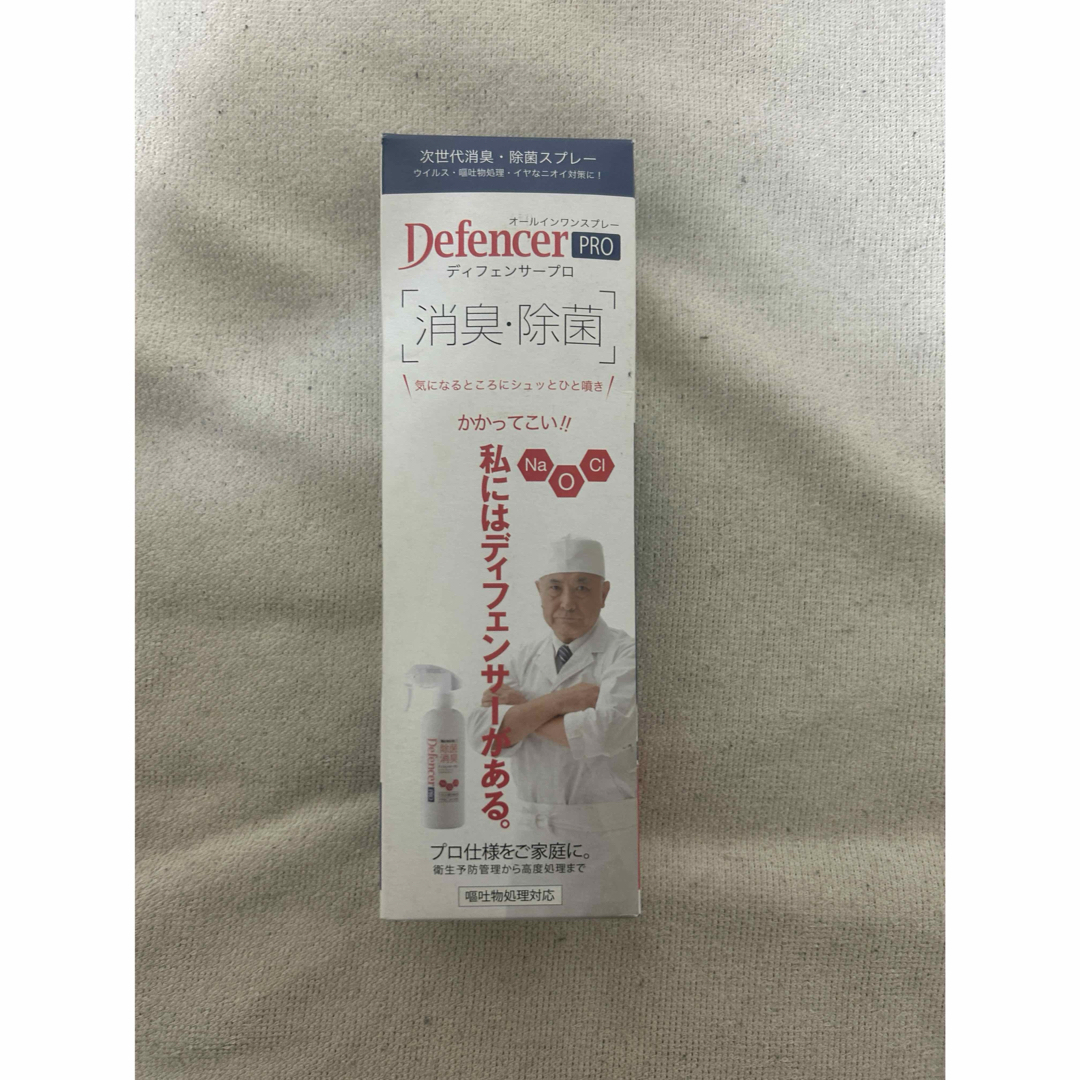 次世代消臭・除菌スプレー
ウイルス・嘔吐物処理・イヤなニオイ対策に！
オールインワンスプレー
Defencer PRO
ディフェンサープロ
消臭・除菌
気になるところにシュッとひと噴き
かかってこい!!
Na O Cl
私にはディフェンサーがある。
除菌
消臭
Defencer
プロ仕様をご家庭に。
衛生予防管理から高度処理まで
嘔吐物処理対応